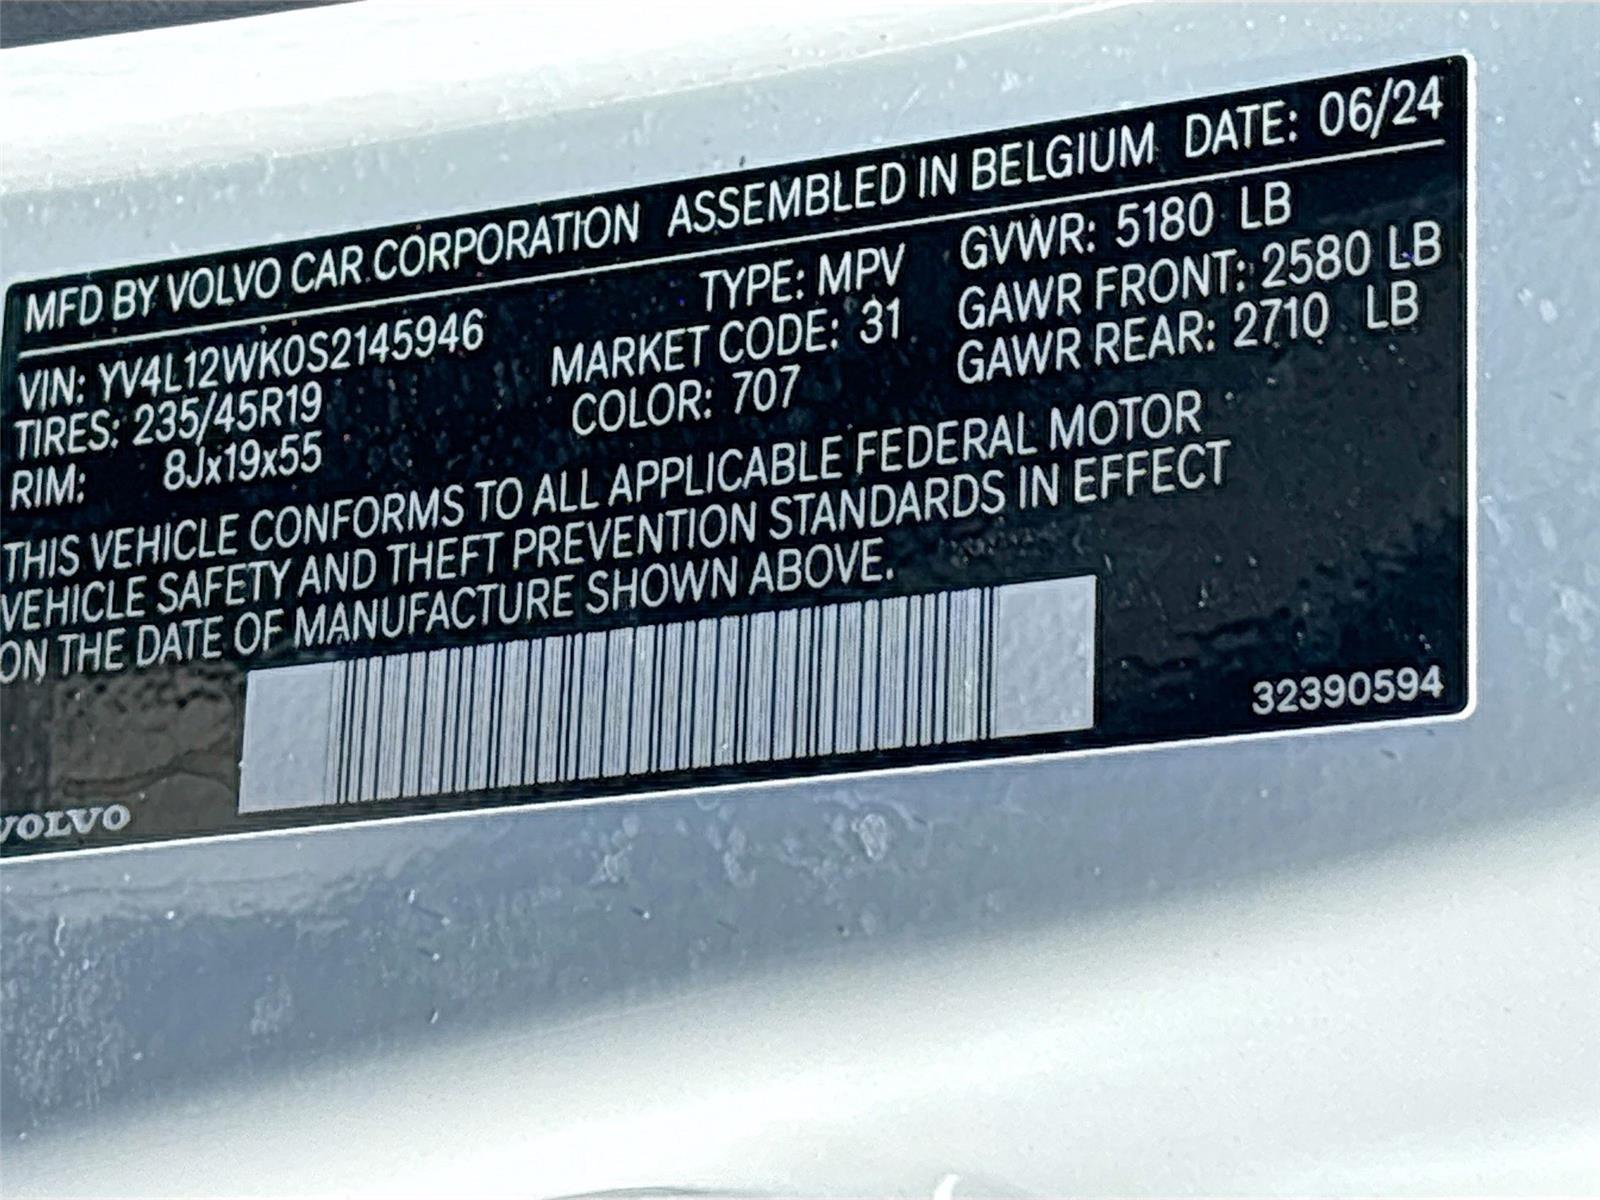 MFD BY VOLVO CAR CORPORATION ASSEMBLED IN BELGIUM DATE: 06/24
VIN: YV4L12WK0S2145946 TYPE: MPV GVWR: 5180 LB
TIRES: 235/45R19 MARKET CODE: 31 GAWR FRONT: 2580 LB
RIM: 8Jx19x55 COLOR: 707 GAWR REAR: 2710 LB
THIS VEHICLE CONFORMS TO ALL APPLICABLE FEDERAL MOTOR
VEHICLE SAFETY AND THEFT PREVENTION STANDARDS IN EFFECT
ON THE DATE OF MANUFACTURE SHOWN ABOVE.
32390594
VOLVO